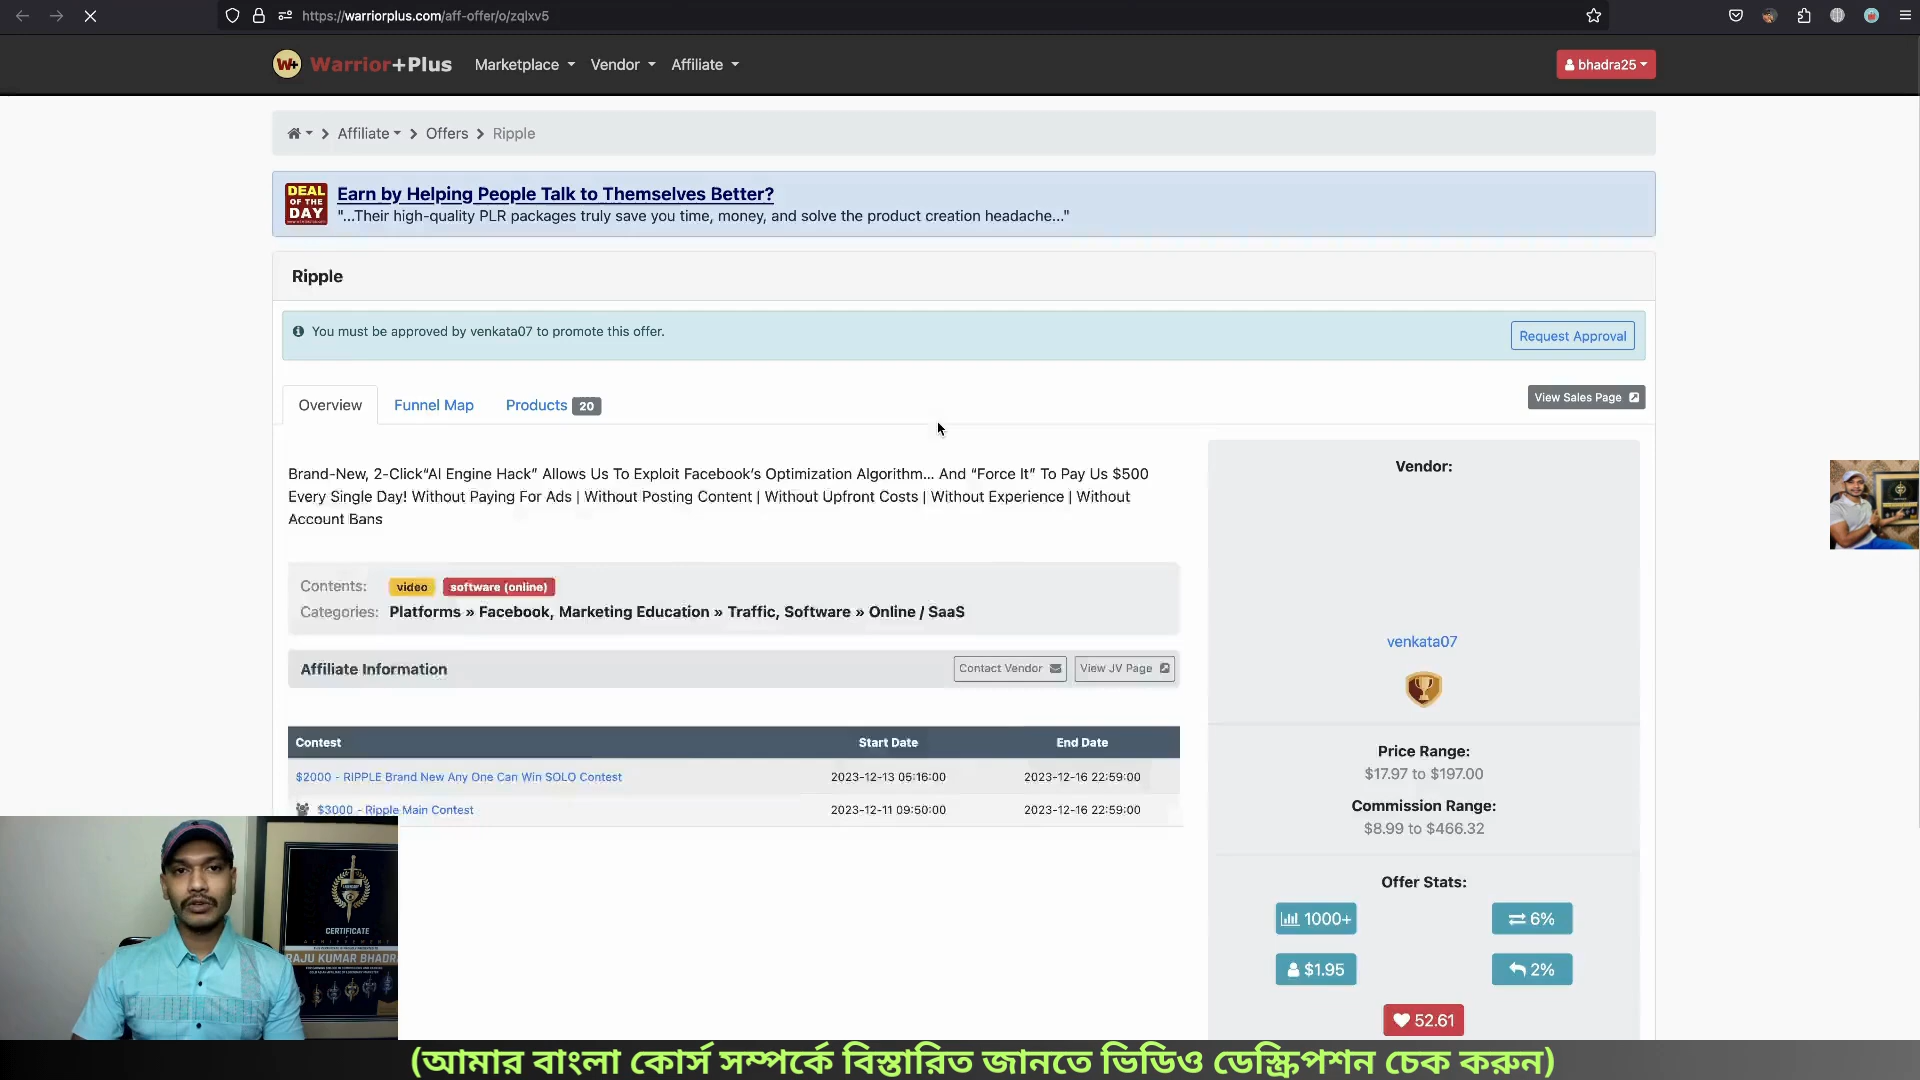 https://warriorplus.com/aff-offer/o/zqlxv5
W+ Warrior+Plus Marketplace Vendor Affiliate bhadra25
Affiliate Offers Ripple
DEAL OF THE DAY
Earn by Helping People Talk to Themselves Better?
"...Their high-quality PLR packages truly save you time, money, and solve the product creation headache..."
Ripple
You must be approved by venkata07 to promote this offer.
Request Approval
Overview Funnel Map Products 20
View Sales Page
Brand-New, 2-Click“AI Engine Hack” Allows Us To Exploit Facebook’s Optimization Algorithm... And “Force It” To Pay Us $500
Every Single Day! Without Paying For Ads | Without Posting Content | Without Upfront Costs | Without Experience | Without
Account Bans
Contents: video software (online)
Categories: Platforms » Facebook, Marketing Education » Traffic, Software » Online / SaaS
Affiliate Information Contact Vendor View JV Page
Contest Start Date End Date
$2000 - RIPPLE Brand New Any One Can Win SOLO Contest 2023-12-13 05:16:00 2023-12-16 22:59:00
$3000 - Ripple Main Contest 2023-12-11 09:50:00 2023-12-16 22:59:00
Vendor:
venkata07
Price Range:
$17.97 to $197.00
Commission Range:
$8.99 to $466.32
Offer Stats:
1000+ 6%
$1.95 2%
52.61
CERTIFICATE
RAJU KUMAR BHADRA
(আমার বাংলা কোর্স সম্পর্কে বিস্তারিত জানতে ভিডিও ডেস্ক্রিপশন চেক করুন)